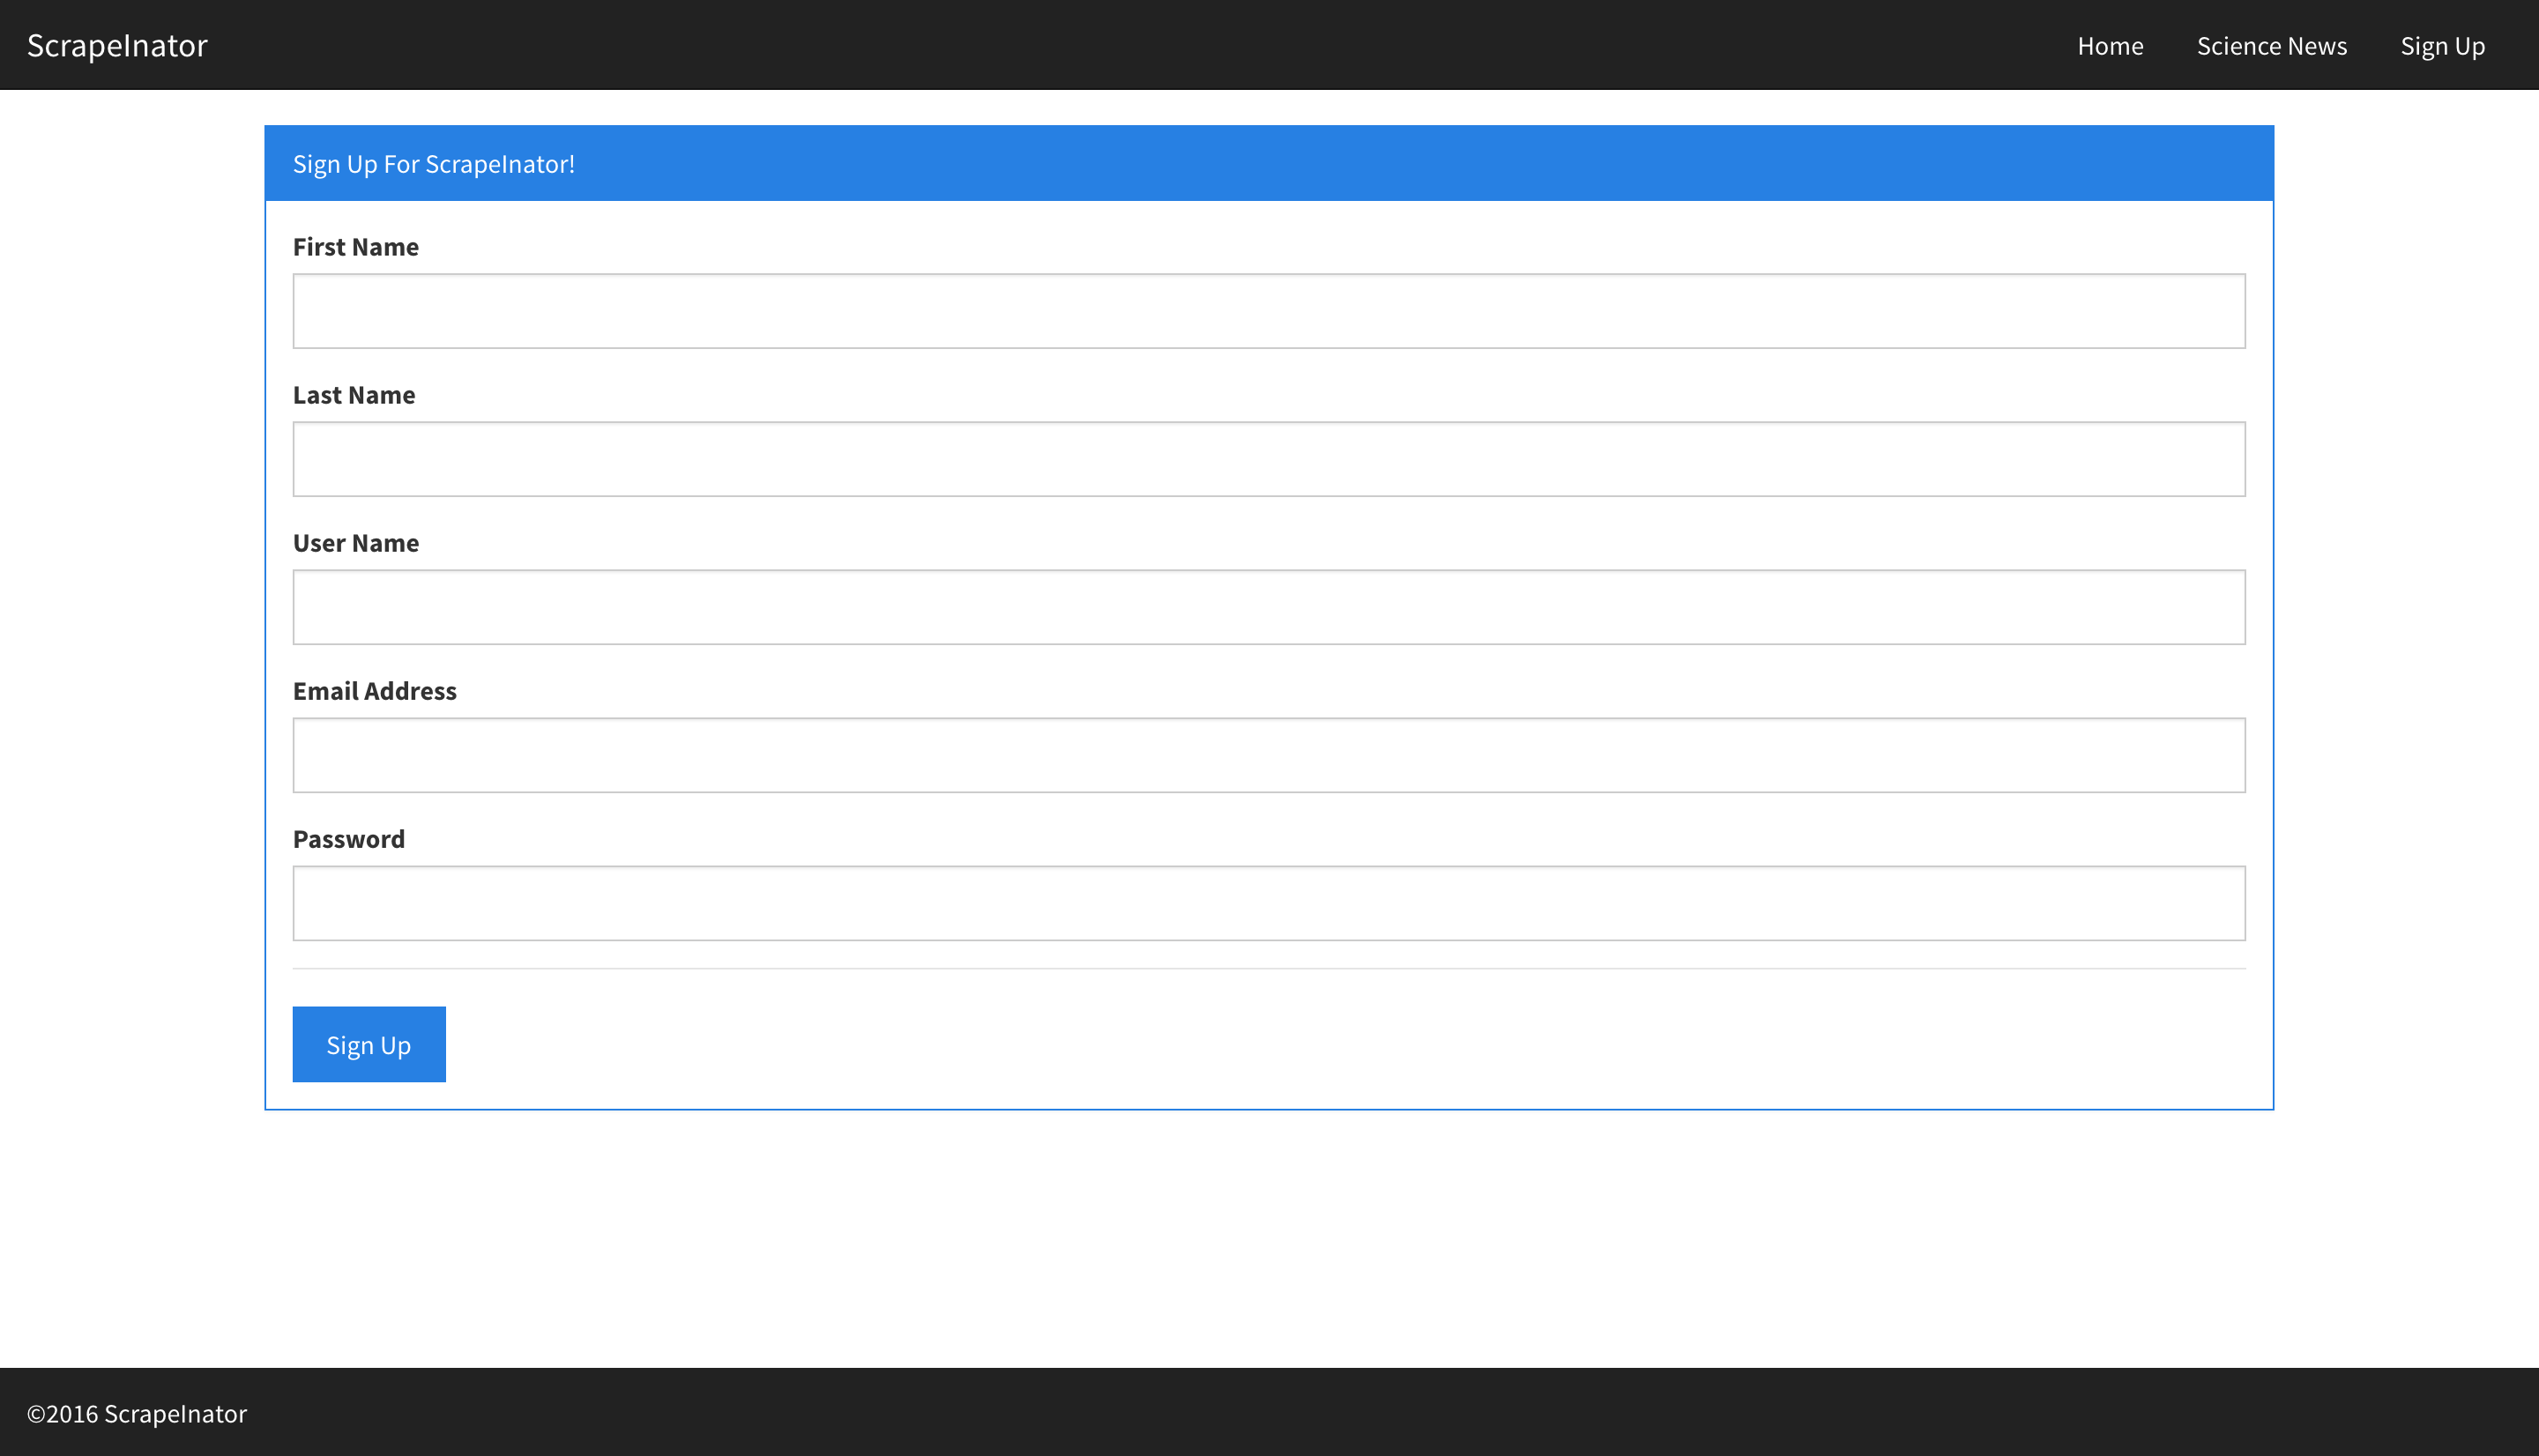 ScrapeInator
Home Science News Sign Up
Sign Up For ScrapeInator!
First Name
Last Name
User Name
Email Address
Password
Sign Up
©2016 ScrapeInator